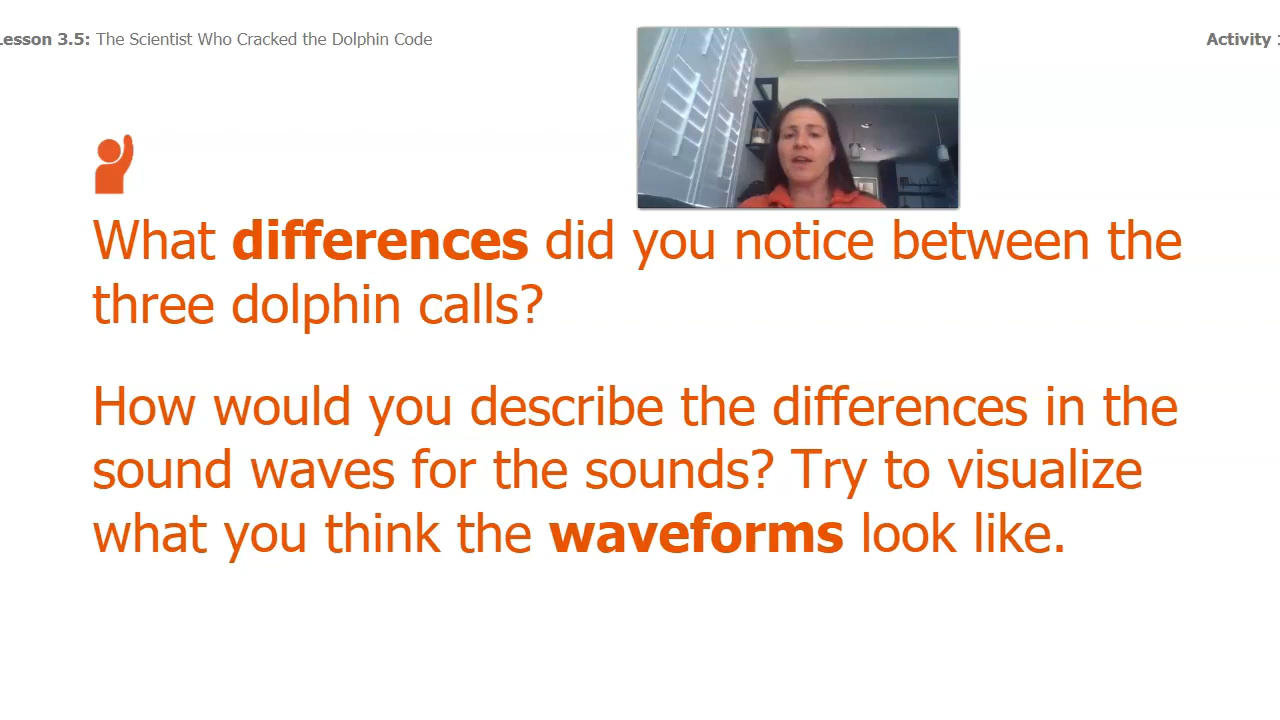 Lesson 3.5: The Scientist Who Cracked the Dolphin Code
Activity
What differences did you notice between the
three dolphin calls?
How would you describe the differences in the
sound waves for the sounds? Try to visualize
what you think the waveforms look like.